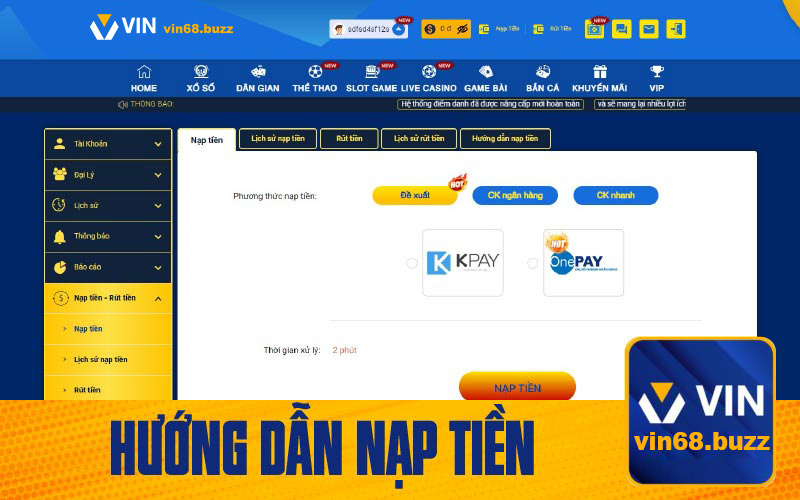 VIN vin68.buzz
sdfsd4sf12s NEW 0 đ Nạp Tiền Rút Tiền NEW
HOME XỔ SỐ DÂN GIAN THỂ THAO NEW SLOT GAME NEW LIVE CASINO NEW GAME BÀI BẮN CÁ KHUYẾN MÃI VIP
THÔNG BÁO: Hệ thống điểm danh đã được nâng cấp mới hoàn toàn và sẽ mang lại nhiều lợi ích
Tài Khoản
Đại Lý
Lịch sử
Thông báo
Báo cáo
Nạp tiền - Rút tiền
Nạp tiền
Lịch sử nạp tiền
Rút tiền
Nạp tiền Lịch sử nạp tiền Rút tiền Lịch sử rút tiền Hướng dẫn nạp tiền
Phương thức nạp tiền: Đề xuất HOT CK ngân hàng CK nhanh
K KPAY
HOT
OnePAY
Thời gian xử lý: 2 phút
NẠP TIỀN
HƯỚNG DẪN NẠP TIỀN
VIN
vin68.buzz